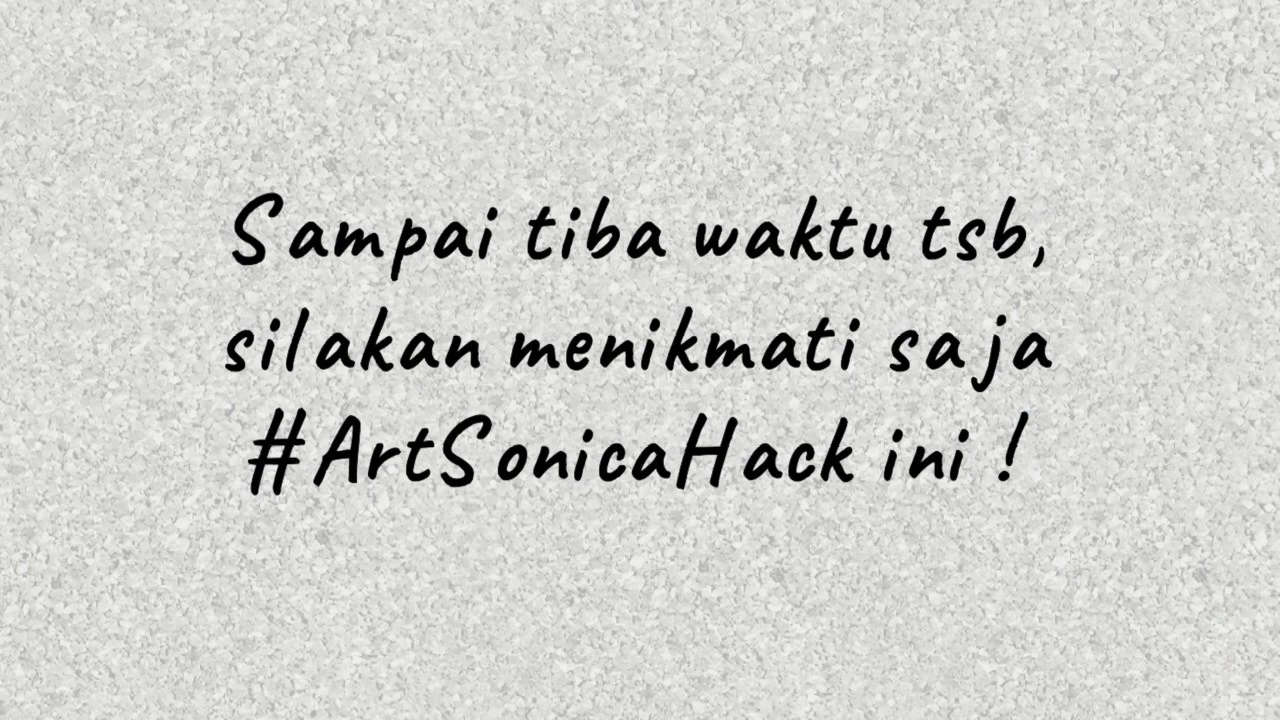 Sampai tiba waktu tsb,
silakan menikmati saja
#ArtSonicaHack ini !